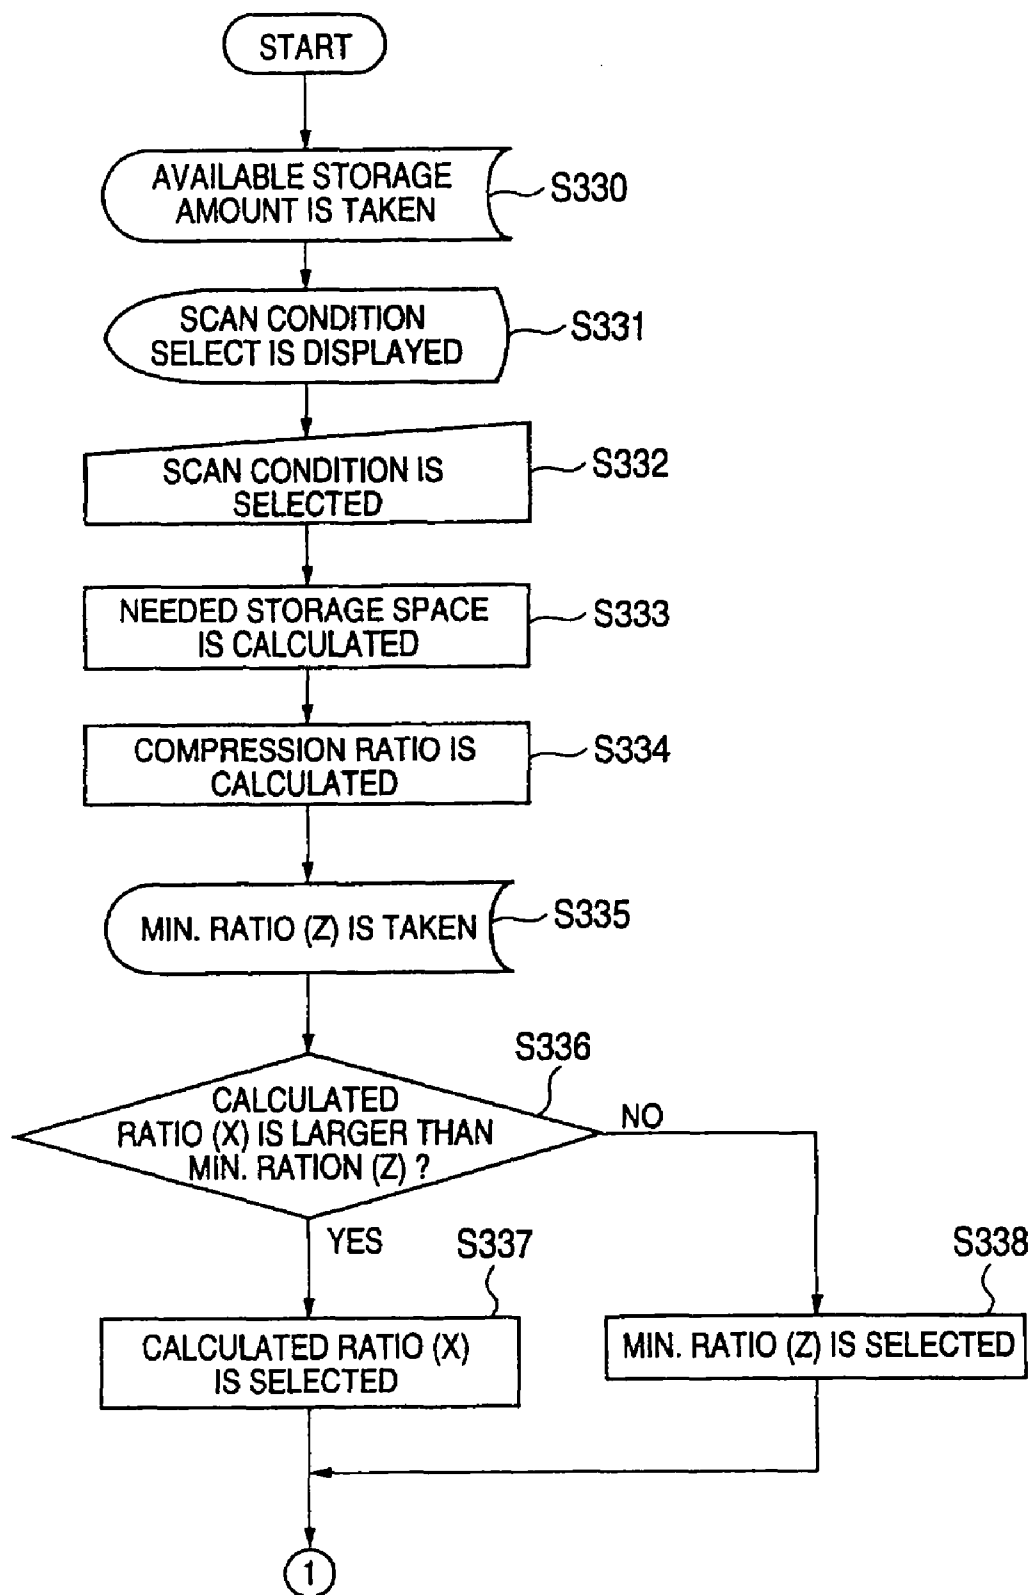 START
AVAILABLE STORAGE
AMOUNT IS TAKEN
S330
SCAN CONDITION
SELECT IS DISPLAYED
S331
SCAN CONDITION IS
SELECTED
S332
NEEDED STORAGE SPACE
IS CALCULATED
S333
COMPRESSION RATIO IS
CALCULATED
S334
MIN. RATIO (Z) IS TAKEN
S335
S336
CALCULATED
RATIO (X) IS LARGER THAN
MIN. RATION (Z) ?
NO
YES
S337
CALCULATED RATIO (X)
IS SELECTED
S338
MIN. RATIO (Z) IS SELECTED
1